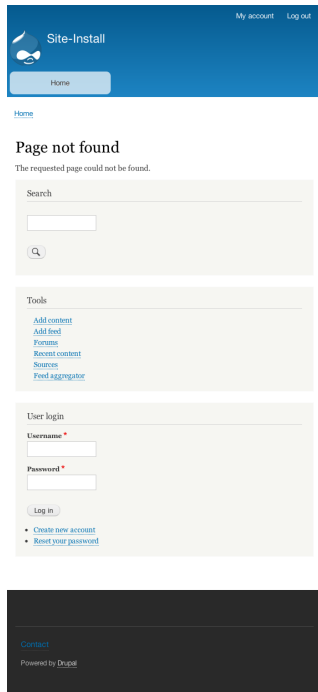 My account Log out
Site-Install
Home
Home
Page not found
The requested page could not be found.
Search
Tools
Add content
Add feed
Forums
Recent content
Sources
Feed aggregator
User login
Username *
Password *
Log in
Create new account
Reset your password
Contact
Powered by Drupal